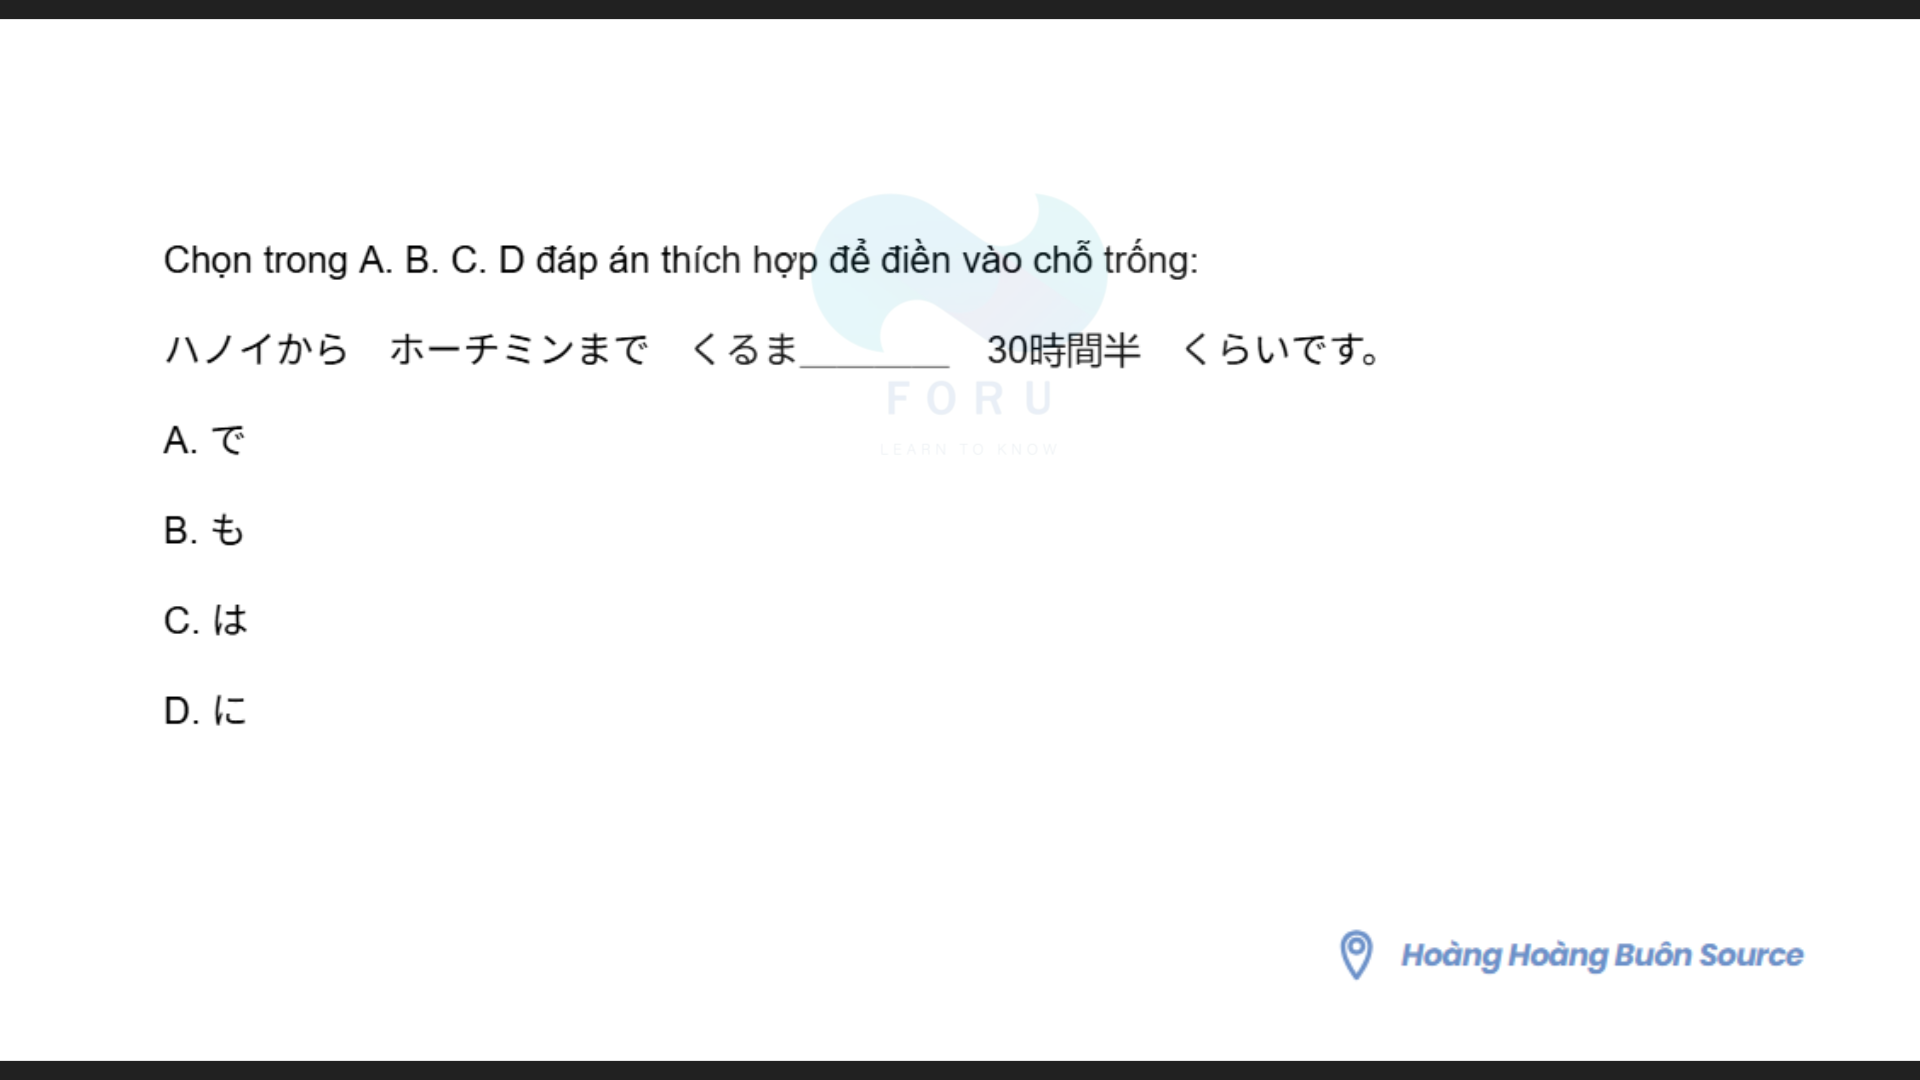 Chọn trong A. B. C. D đáp án thích hợp để điền vào chỗ trống:
ハノイから　ホーチミンまで　くるま________　30時間半　くらいです。
FORU
LEARN TO KNOW
A. で
B. も
C. は
D. に
Hoàng Hoàng Buôn Source